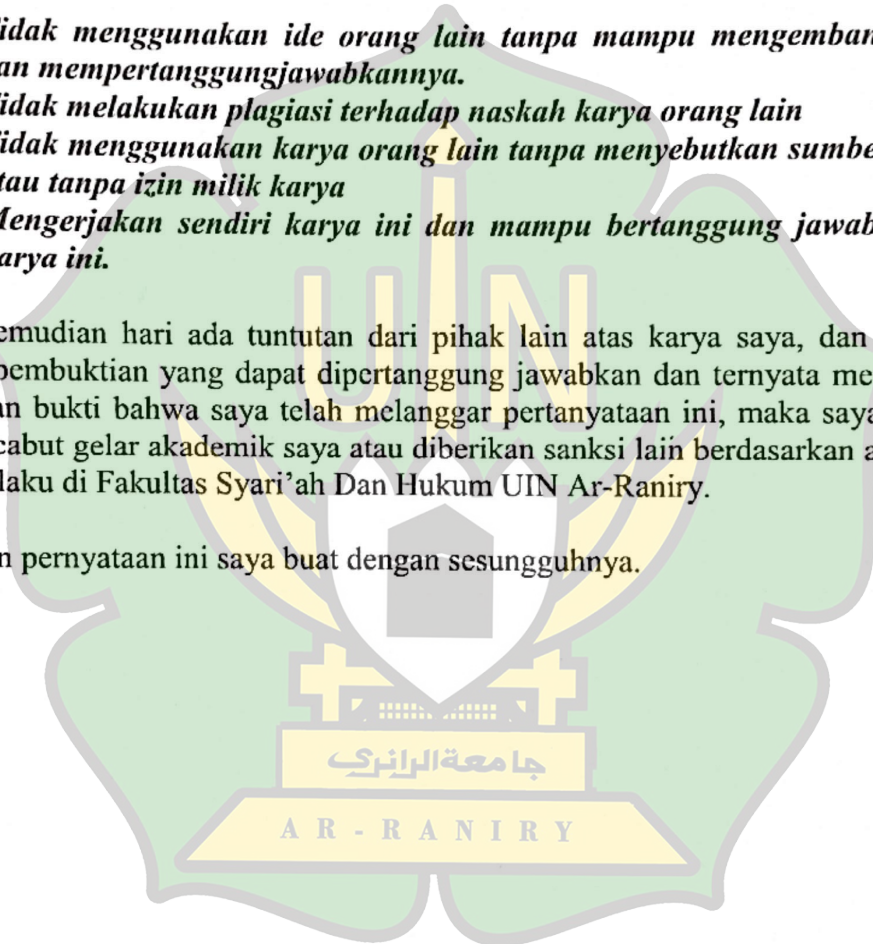 idak menggunakan ide orang lain tanpa mampu mengemban
an mempertanggungjawabkannya.
idak melakukan plagiasi terhadap naskah karya orang lain
idak menggunakan karya orang lain tanpa menyebutkan sumbe
tau tanpa izin milik karya
Mengerjakan sendiri karya ini dan mampu bertanggung jawab
arya ini.
UIN
emudian hari ada tuntutan dari pihak lain atas karya saya, dan
pembuktian yang dapat dipertanggung jawabkan dan ternyata me
an bukti bahwa saya telah melanggar pertanyataan ini, maka saya
cabut gelar akademik saya atau diberikan sanksi lain berdasarkan a
laku di Fakultas Syari’ah Dan Hukum UIN Ar-Raniry.
n pernyataan ini saya buat dengan sesungguhnya.
جامعة الرانري
AR-RANIRY